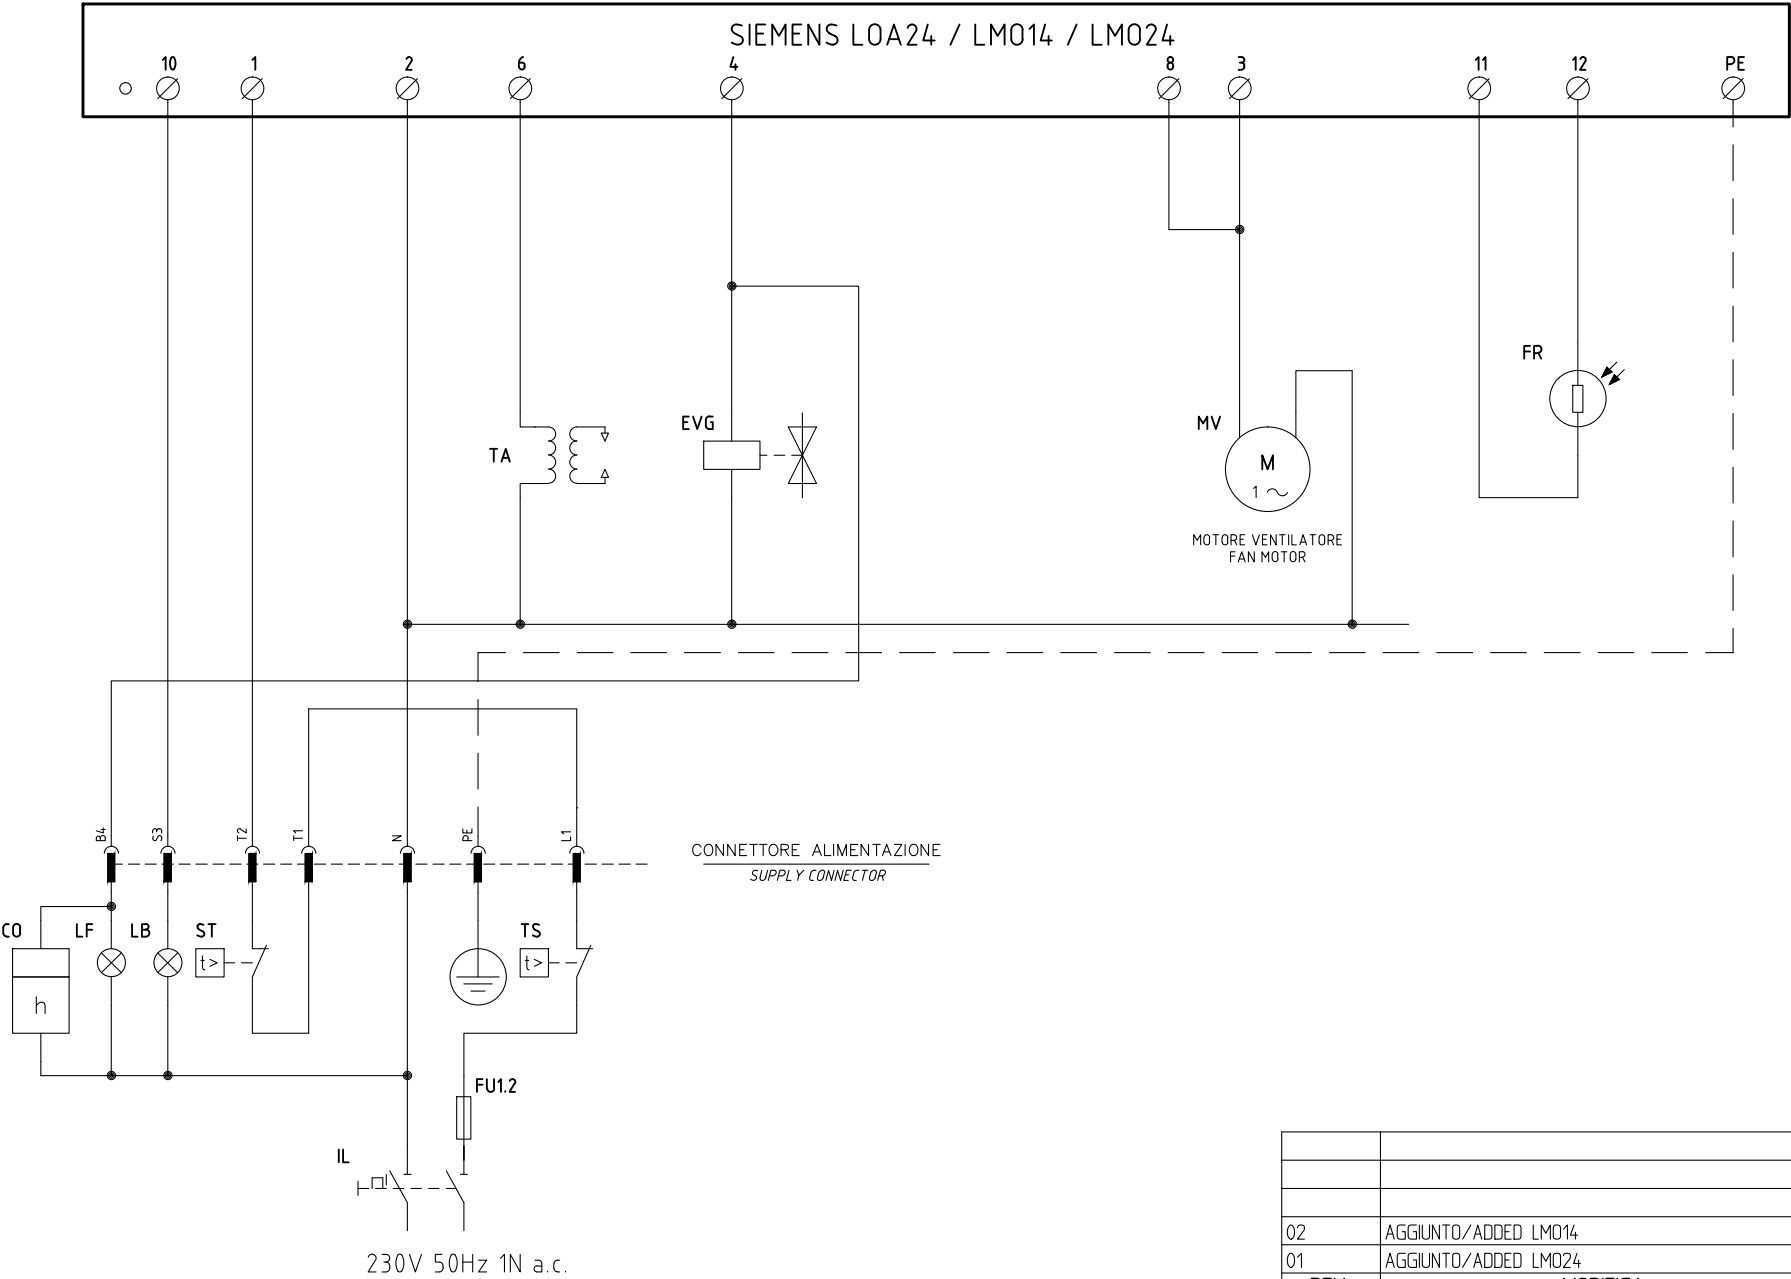 SIEMENS LOA24 / LMO14 / LMO24
10 1 2 6 4 8 3 11 12 PE
FR
EVG
MV
TA
M
1~
MOTORE VENTILATORE
FAN MOTOR
B4 S3 T2 T1 N PE L1
CONNETTORE ALIMENTAZIONE
SUPPLY CONNECTOR
CO LF LB ST TS
t> t>
h
FU1.2
IL
230V 50Hz 1N a.c.
02 AGGIUNTO/ADDED LMO14
01 AGGIUNTO/ADDED LMO24